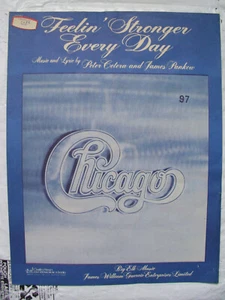 Feelin' Stronger
Every Day
Music and Lyric by Peter Cetera and James Pankow
97
Chicago
Big Elk Music
James William Guercio Enterprises Limited